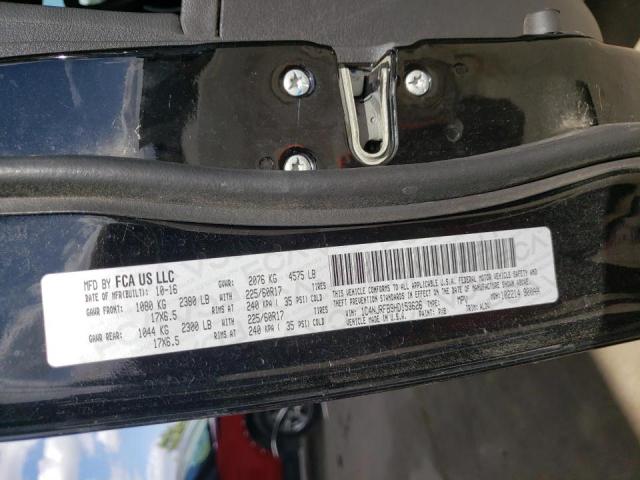 MFD BY FCA US LLC
DATE OF MFR(BUILT): 10-16
GVWR: 2076 KG 4575 LB
GAWR FRONT: 1080 KG 2380 LB WITH TIRES 225/60R17
17X6.5 RIMS AT 240 KPA ( 35 PSI) COLD
GAWR REAR: 1044 KG 2300 LB WITH TIRES 225/60R17
17X6.5 RIMS AT 240 KPA ( 35 PSI) COLD
THIS VEHICLE CONFORMS TO ALL APPLICABLE U.S.A. FEDERAL MOTOR VEHICLE SAFETY AND
THEFT PREVENTION STANDARDS IN EFFECT ON THE DATE OF MANUFACTURE SHOWN ABOVE.
TYPE: MPV
VEHICLE MADE IN U.S.A.
PAINT: PXB